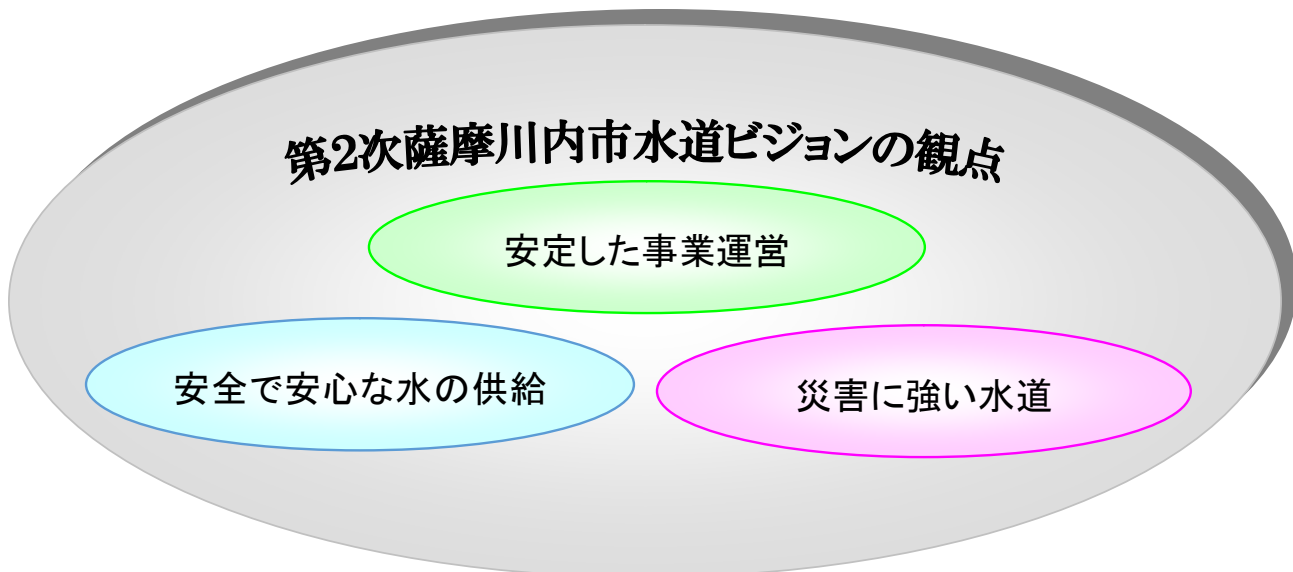 第2次薩摩川内市水道ビジョンの観点
安定した事業運営
安全で安心な水の供給
災害に強い水道